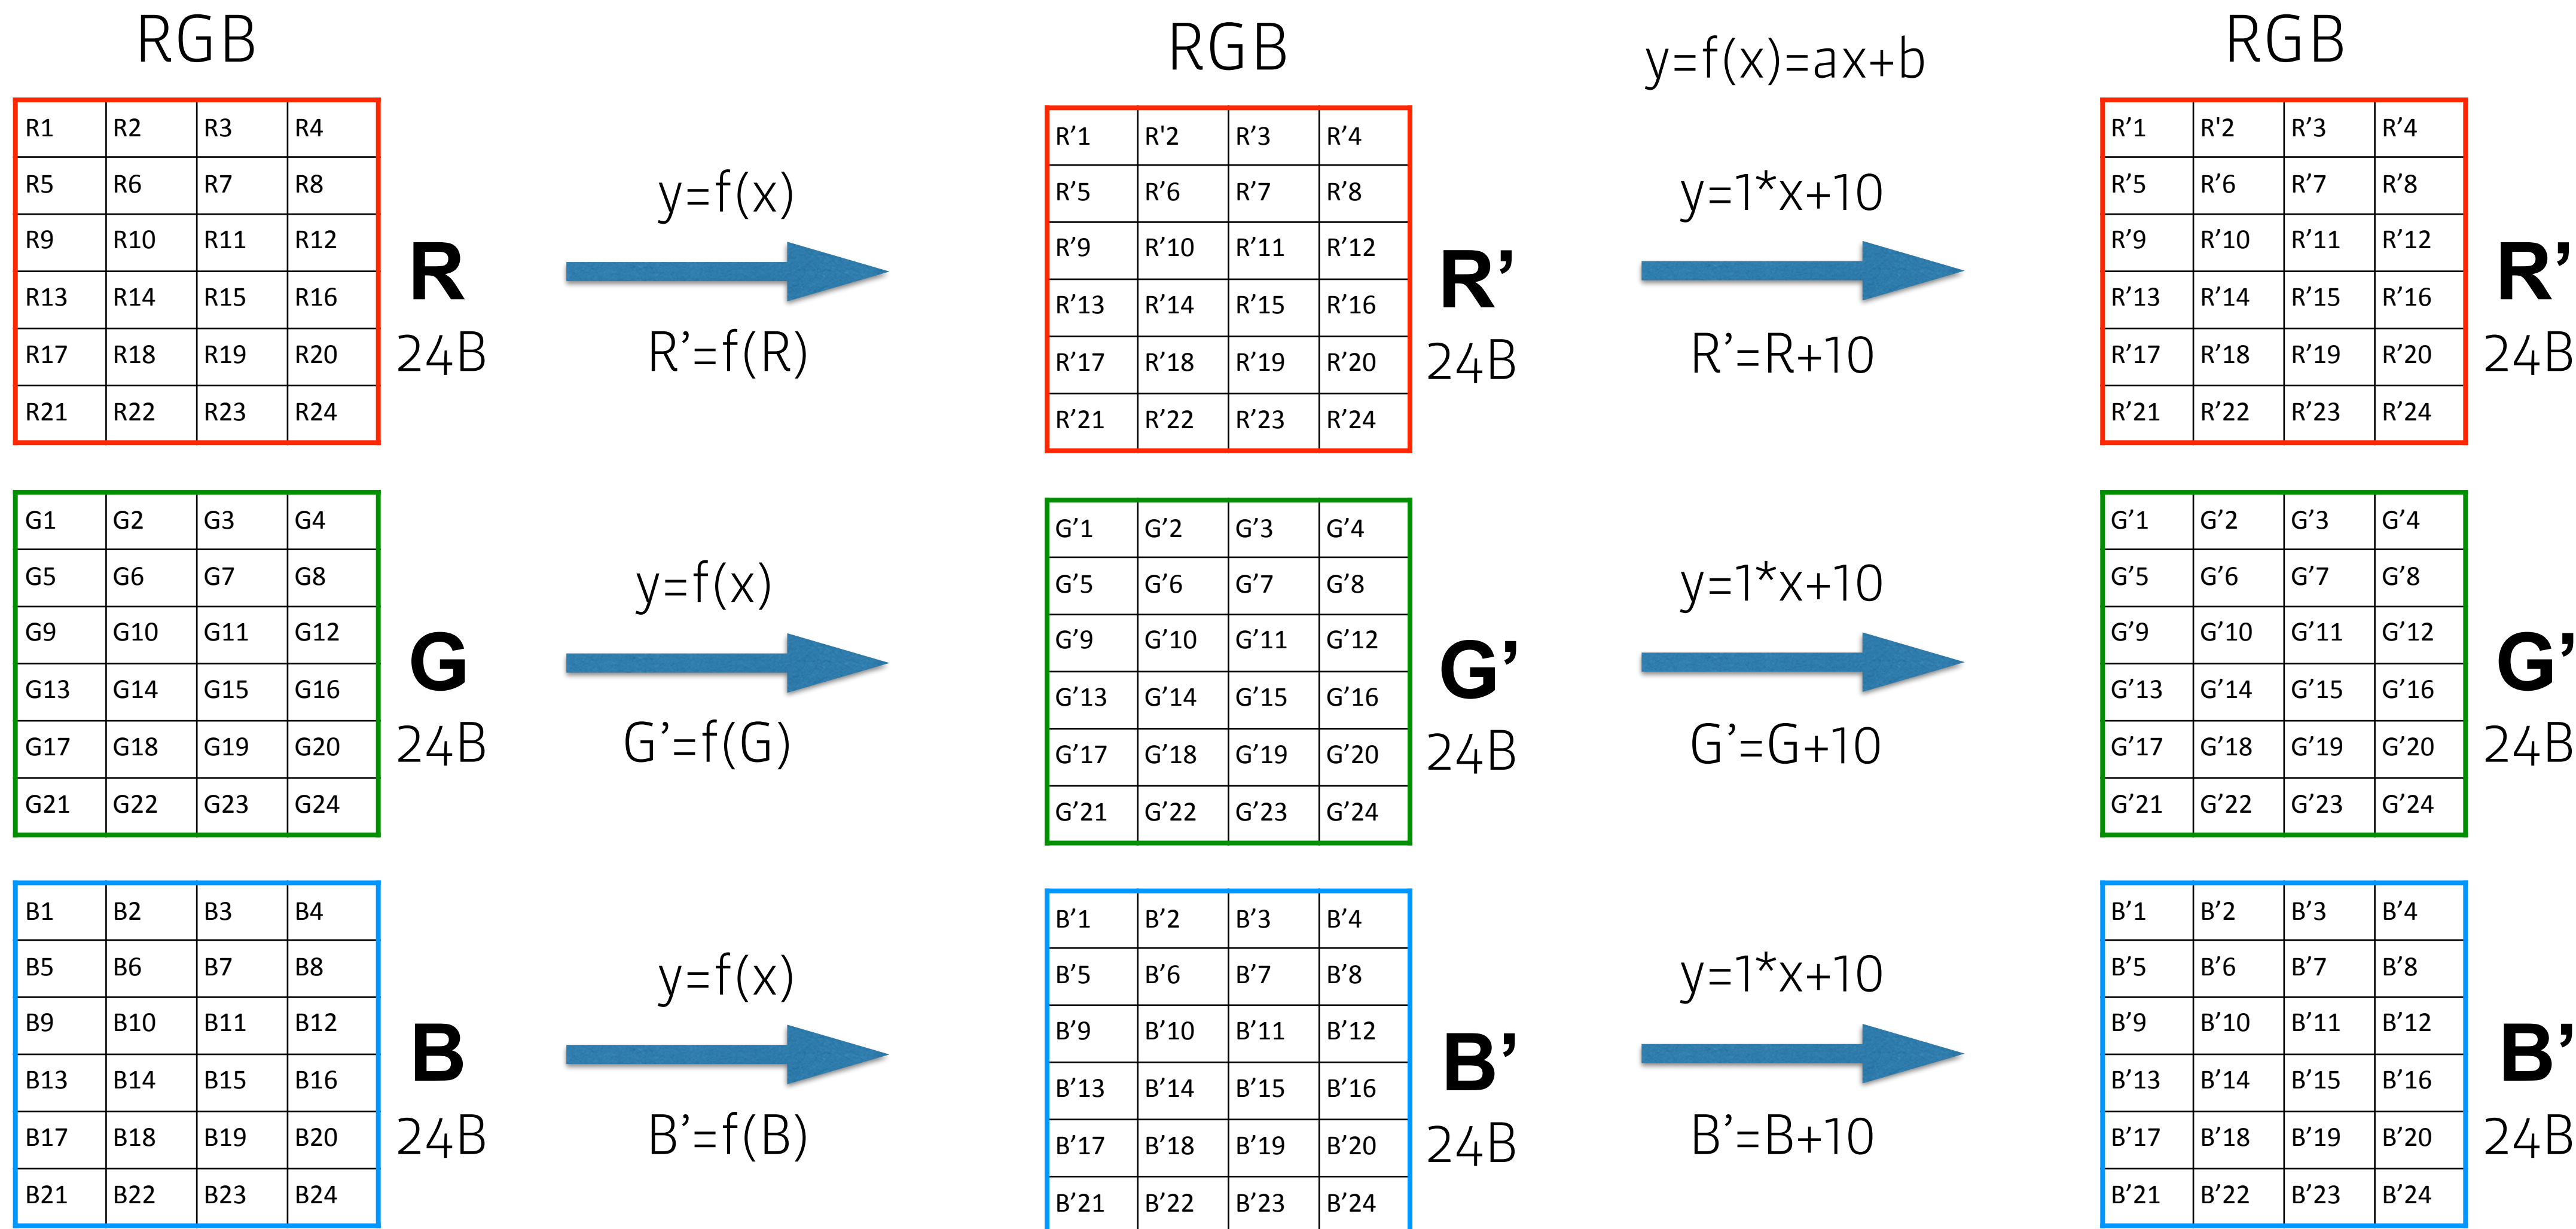 RGB
RGB
y=f(x)=ax+b
RGB
R1 R2 R3 R4
R5 R6 R7 R8
R9 R10 R11 R12
R13 R14 R15 R16
R17 R18 R19 R20
R21 R22 R23 R24
R
24B
y=f(x)
R’=f(R)
R’1 R'2 R’3 R’4
R’5 R’6 R’7 R’8
R’9 R’10 R’11 R’12
R’13 R’14 R’15 R’16
R’17 R’18 R’19 R’20
R’21 R’22 R’23 R’24
R’
24B
y=1*x+10
R’=R+10
R’1 R'2 R’3 R’4
R’5 R’6 R’7 R’8
R’9 R’10 R’11 R’12
R’13 R’14 R’15 R’16
R’17 R’18 R’19 R’20
R’21 R’22 R’23 R’24
R’
24B
G1 G2 G3 G4
G5 G6 G7 G8
G9 G10 G11 G12
G13 G14 G15 G16
G17 G18 G19 G20
G21 G22 G23 G24
G
24B
y=f(x)
G’=f(G)
G’1 G’2 G’3 G’4
G’5 G’6 G’7 G’8
G’9 G’10 G’11 G’12
G’13 G’14 G’15 G’16
G’17 G’18 G’19 G’20
G’21 G’22 G’23 G’24
G’
24B
y=1*x+10
G’=G+10
G’1 G’2 G’3 G’4
G’5 G’6 G’7 G’8
G’9 G’10 G’11 G’12
G’13 G’14 G’15 G’16
G’17 G’18 G’19 G’20
G’21 G’22 G’23 G’24
G’
24B
B1 B2 B3 B4
B5 B6 B7 B8
B9 B10 B11 B12
B13 B14 B15 B16
B17 B18 B19 B20
B21 B22 B23 B24
B
24B
y=f(x)
B’=f(B)
B’1 B’2 B’3 B’4
B’5 B’6 B’7 B’8
B’9 B’10 B’11 B’12
B’13 B’14 B’15 B’16
B’17 B’18 B’19 B’20
B’21 B’22 B’23 B’24
B’
24B
y=1*x+10
B’=B+10
B’1 B’2 B’3 B’4
B’5 B’6 B’7 B’8
B’9 B’10 B’11 B’12
B’13 B’14 B’15 B’16
B’17 B’18 B’19 B’20
B’21 B’22 B’23 B’24
B’
24B